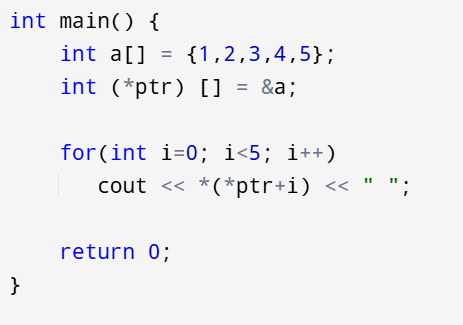 int main() {
    int a[] = {1,2,3,4,5};
    int (*ptr) [] = &a;
    for(int i=0; i<5; i++)
       cout << *(*ptr+i) << " ";
    return 0;
}